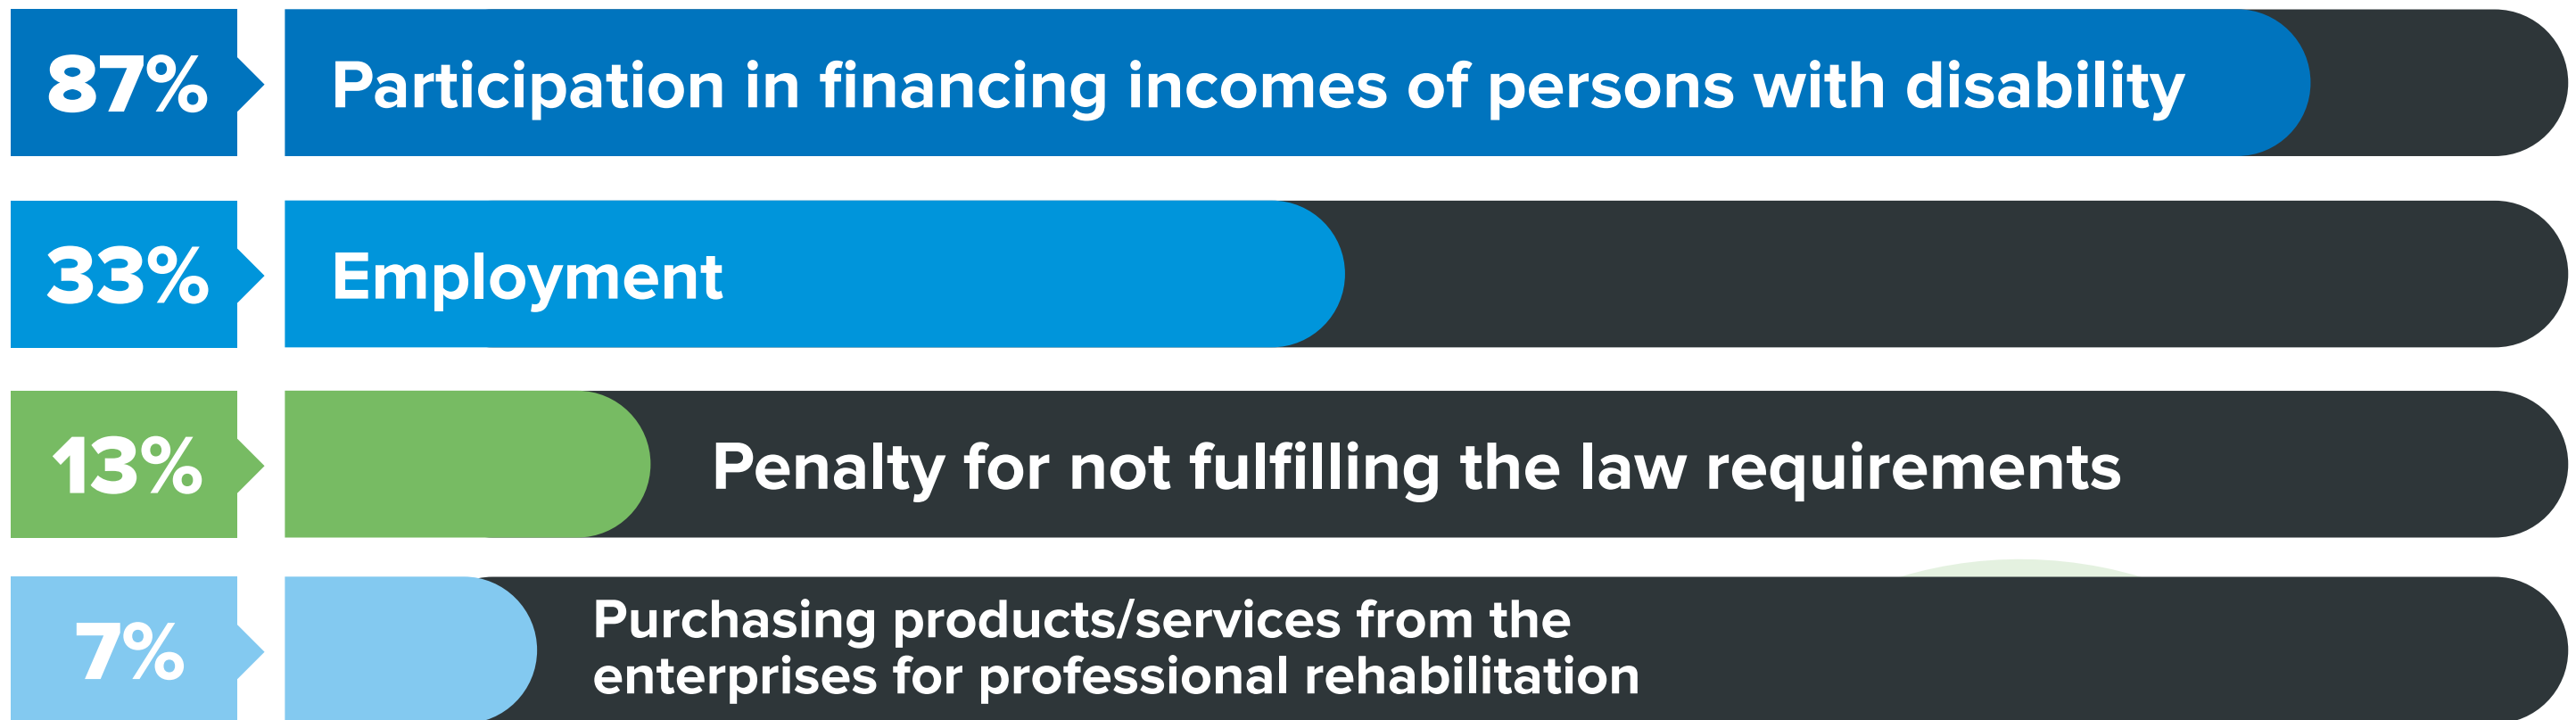 87%
Participation in financing incomes of persons with disability
33%
Employment
13%
Penalty for not fulfilling the law requirements
7%
Purchasing products/services from the
enterprises for professional rehabilitation